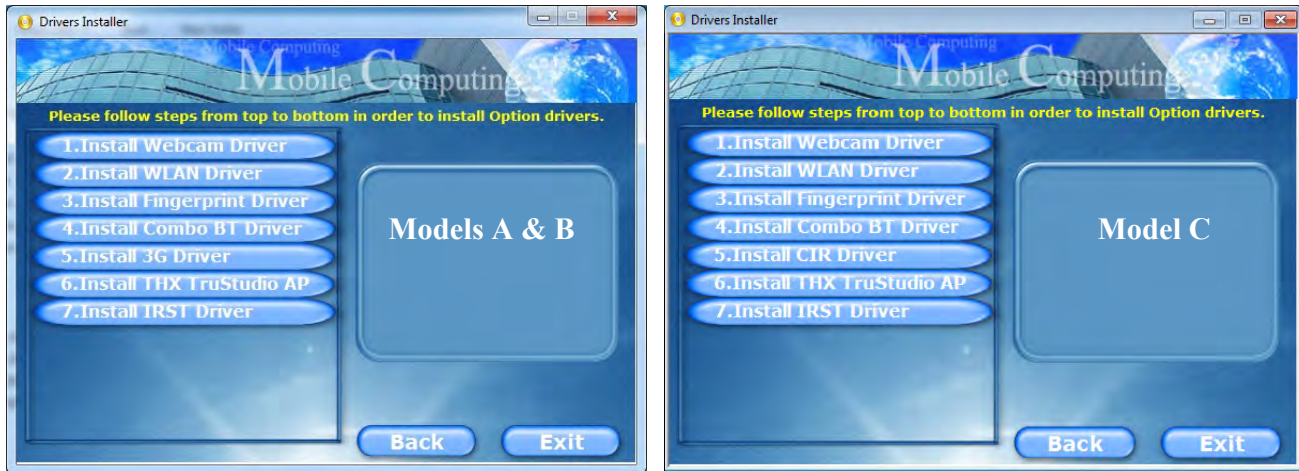 Drivers Installer
Mobile Computing
Mobile Computing
Please follow steps from top to bottom in order to install Option drivers.
1.Install Webcam Driver
2.Install WLAN Driver
3.Install Fingerprint Driver
4.Install Combo BT Driver
5.Install 3G Driver
6.Install THX TruStudio AP
7.Install IRST Driver
Models A & B
Back
Exit
Drivers Installer
Mobile Computing
Mobile Computing
Please follow steps from top to bottom in order to install Option drivers.
1.Install Webcam Driver
2.Install WLAN Driver
3.Install Fingerprint Driver
4.Install Combo BT Driver
5.Install CIR Driver
6.Install THX TruStudio AP
7.Install IRST Driver
Model C
Back
Exit